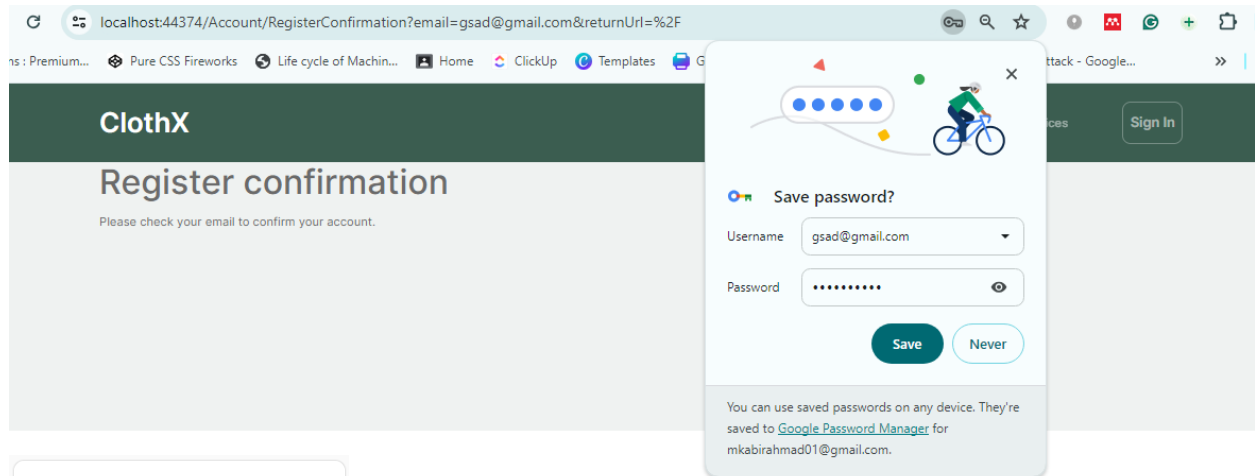 localhost:44374/Account/RegisterConfirmation?email=gsad@gmail.com&returnUrl=%2F
ns : Premium... Pure CSS Fireworks Life cycle of Machin... Home ClickUp Templates G ttack - Google... »
ClothX
ices Sign In
Register confirmation
Please check your email to confirm your account.
Save password?
Username gsad@gmail.com
Password ••••••••••
Save Never
You can use saved passwords on any device. They're
saved to Google Password Manager for
mkabirahmad01@gmail.com.